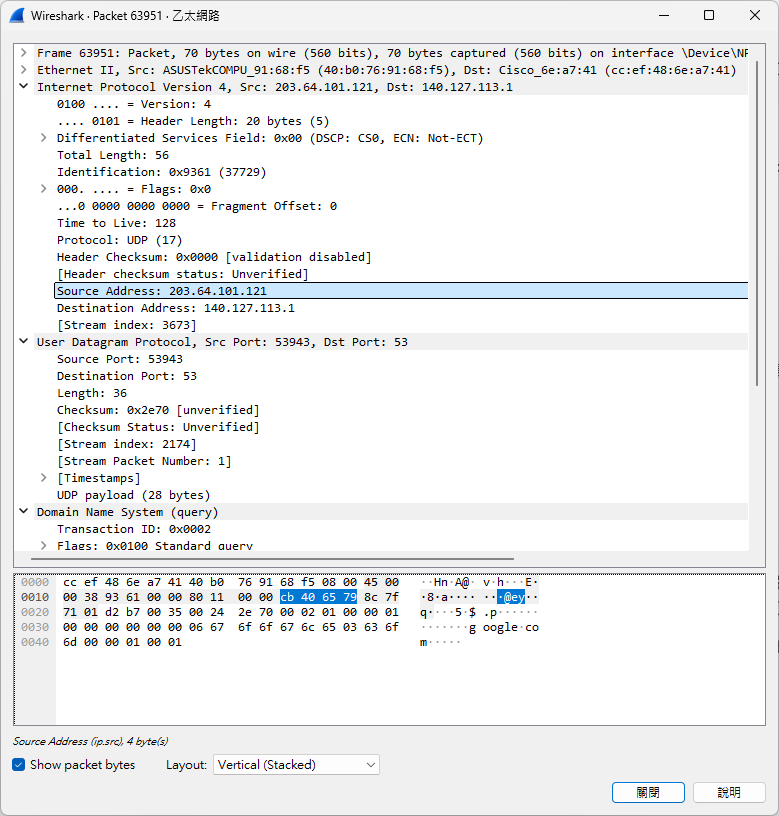 Wireshark · Packet 63951 · 乙太網路
Frame 63951: Packet, 70 bytes on wire (560 bits), 70 bytes captured (560 bits) on interface \Device\NP
Ethernet II, Src: ASUSTekCOMPU_91:68:f5 (40:b0:76:91:68:f5), Dst: Cisco_6e:a7:41 (cc:ef:48:6e:a7:41)
Internet Protocol Version 4, Src: 203.64.101.121, Dst: 140.127.113.1
0100 .... = Version: 4
.... 0101 = Header Length: 20 bytes (5)
Differentiated Services Field: 0x00 (DSCP: CS0, ECN: Not-ECT)
Total Length: 56
Identification: 0x9361 (37729)
000. .... = Flags: 0x0
...0 0000 0000 0000 = Fragment Offset: 0
Time to Live: 128
Protocol: UDP (17)
Header Checksum: 0x0000 [validation disabled]
[Header checksum status: Unverified]
Source Address: 203.64.101.121
Destination Address: 140.127.113.1
[Stream index: 3673]
User Datagram Protocol, Src Port: 53943, Dst Port: 53
Source Port: 53943
Destination Port: 53
Length: 36
Checksum: 0x2e70 [unverified]
[Checksum Status: Unverified]
[Stream index: 2174]
[Stream Packet Number: 1]
[Timestamps]
UDP payload (28 bytes)
Domain Name System (query)
Transaction ID: 0x0002
Flags: 0x0100 Standard query
0000 cc ef 48 6e a7 41 40 b0 76 91 68 f5 08 00 45 00 ··Hn·A@· v·h···E·
0010 00 38 93 61 00 00 80 11 00 00 cb 40 65 79 8c 7f ·8·a···· ···@ey··
0020 71 01 d2 b7 00 35 00 24 2e 70 00 02 01 00 00 01 q····5·$ .p······
0030 00 00 00 00 00 00 06 67 6f 6f 67 6c 65 03 63 6f ·······g oogle·co
0040 6d 00 00 01 00 01 m·····
Source Address (ip.src), 4 byte(s)
Show packet bytes Layout: Vertical (Stacked)
關閉 說明